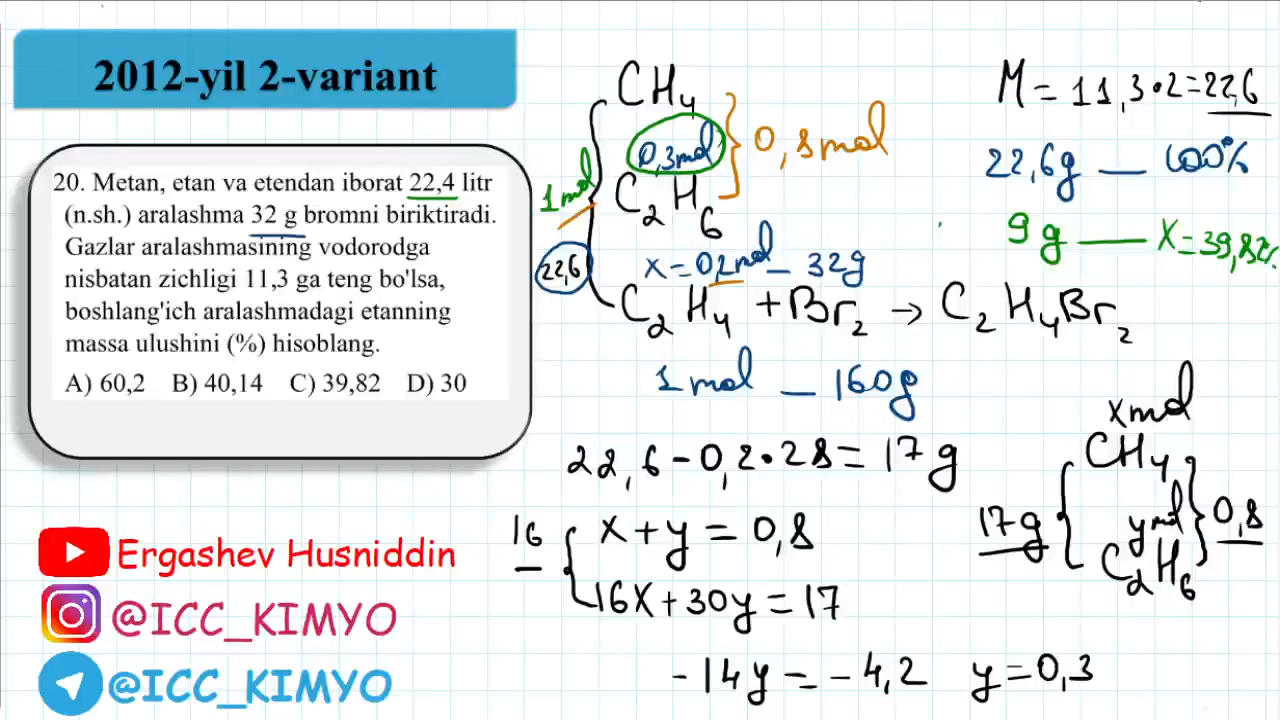 2012-yil 2-variant
20. Metan, etan va etendan iborat 22,4 litr
(n.sh.) aralashma 32 g bromni biriktiradi.
Gazlar aralashmasining vodorodga
nisbatan zichligi 11,3 ga teng bo'lsa,
boshlang'ich aralashmadagi etanning
massa ulushini (%) hisoblang.
A) 60,2 B) 40,14 C) 39,82 D) 30
Ergashev Husniddin
@ICC_KIMYO
@ICC_KIMYO
CH₄
0,3mol
0,8mol
1mol
C₂H₆
22,6
x=0,2mol – 32g
C₂H₄ + Br₂ → C₂H₄Br₂
1mol – 160g
M = 11,3·2=22,6
22,6g — 100%
9g — X=39,82%
22,6-0,2·28=17g
16
x+y=0,8
16x+30y=17
-14y=-4,2 y=0,3
xmol
CH₄
17g
ymol
0,8
C₂H₆